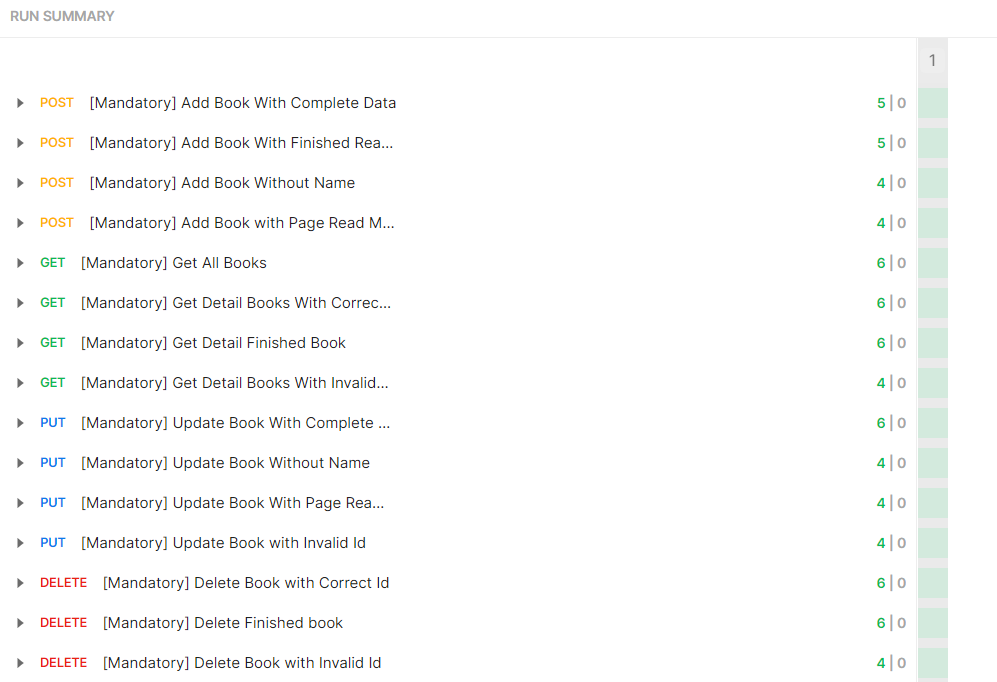 RUN SUMMARY
1
POST [Mandatory] Add Book With Complete Data 5 | 0
POST [Mandatory] Add Book With Finished Rea... 5 | 0
POST [Mandatory] Add Book Without Name 4 | 0
POST [Mandatory] Add Book with Page Read M... 4 | 0
GET [Mandatory] Get All Books 6 | 0
GET [Mandatory] Get Detail Books With Correc... 6 | 0
GET [Mandatory] Get Detail Finished Book 6 | 0
GET [Mandatory] Get Detail Books With Invalid... 4 | 0
PUT [Mandatory] Update Book With Complete ... 6 | 0
PUT [Mandatory] Update Book Without Name 4 | 0
PUT [Mandatory] Update Book With Page Rea... 4 | 0
PUT [Mandatory] Update Book with Invalid Id 4 | 0
DELETE [Mandatory] Delete Book with Correct Id 6 | 0
DELETE [Mandatory] Delete Finished book 6 | 0
DELETE [Mandatory] Delete Book with Invalid Id 4 | 0